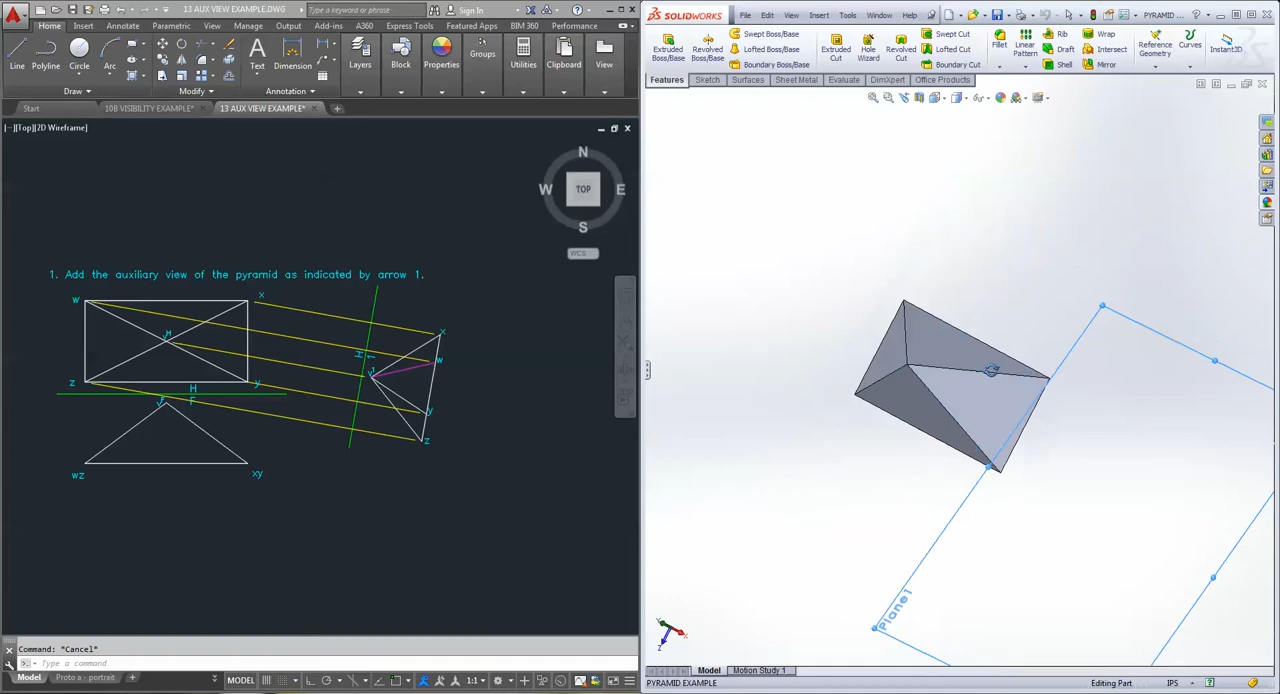 13 AUX VIEW EXAMPLE.DWG
Type a keyword or phrase
Sign In
Home Insert Annotate Parametric View Manage Output Add-ins A360 Express Tools Featured Apps BIM 360 Performance
Line Polyline Circle Arc Text Dimension Layers Block Properties Groups Utilities Clipboard View
Draw Modify Annotation
Start 10B VISIBILITY EXAMPLE* 13 AUX VIEW EXAMPLE*
[−][Top][2D Wireframe]
N
W TOP E
S
WCS
1. Add the auxiliary view of the pyramid as indicated by arrow 1.
w x
vH
H 1
x
w
v1
z y
H
F
vF
y
z
wz xy
Command: *Cancel*
Type a command
Model Proto a - portrait +
MODEL 1:1
SOLIDWORKS File Edit View Insert Tools Window Help PYRAMID ...
Extruded Boss/Base
Revolved Boss/Base
Swept Boss/Base
Lofted Boss/Base
Boundary Boss/Base
Extruded Cut
Hole Wizard
Revolved Cut
Swept Cut
Lofted Cut
Boundary Cut
Fillet
Linear Pattern
Rib
Draft
Shell
Wrap
Intersect
Mirror
Reference Geometry
Curves
Instant3D
Features Sketch Surfaces Sheet Metal Evaluate DimXpert Office Products
Plane1
Y X Z
Model Motion Study 1
PYRAMID EXAMPLE Editing Part IPS